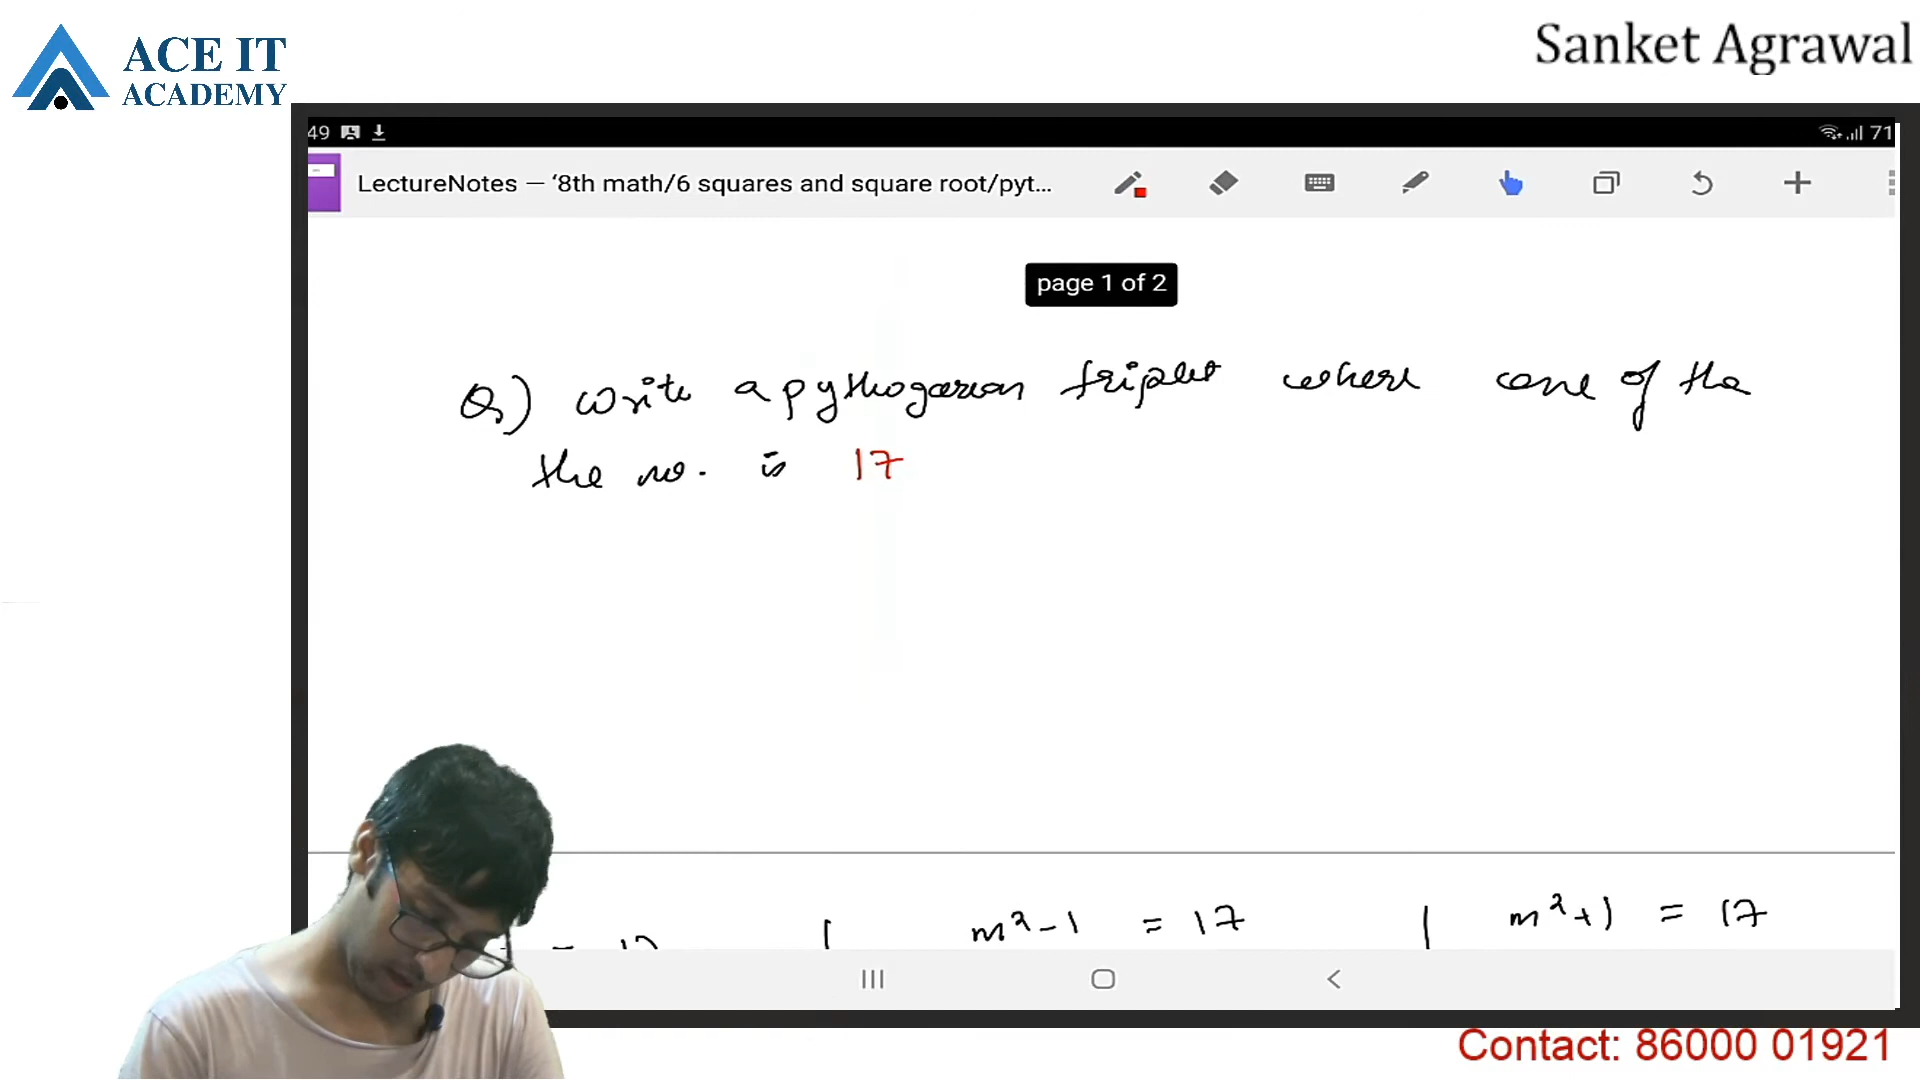 ACE IT
ACADEMY
Sanket Agrawal
49
71
LectureNotes — ‘8th math/6 squares and square root/pyt...
page 1 of 2
Q) write a pythogarean triplet where one of the
the no. is 17
= 17 | m²-1 = 17 | m²+1 = 17
Contact: 86000 01921